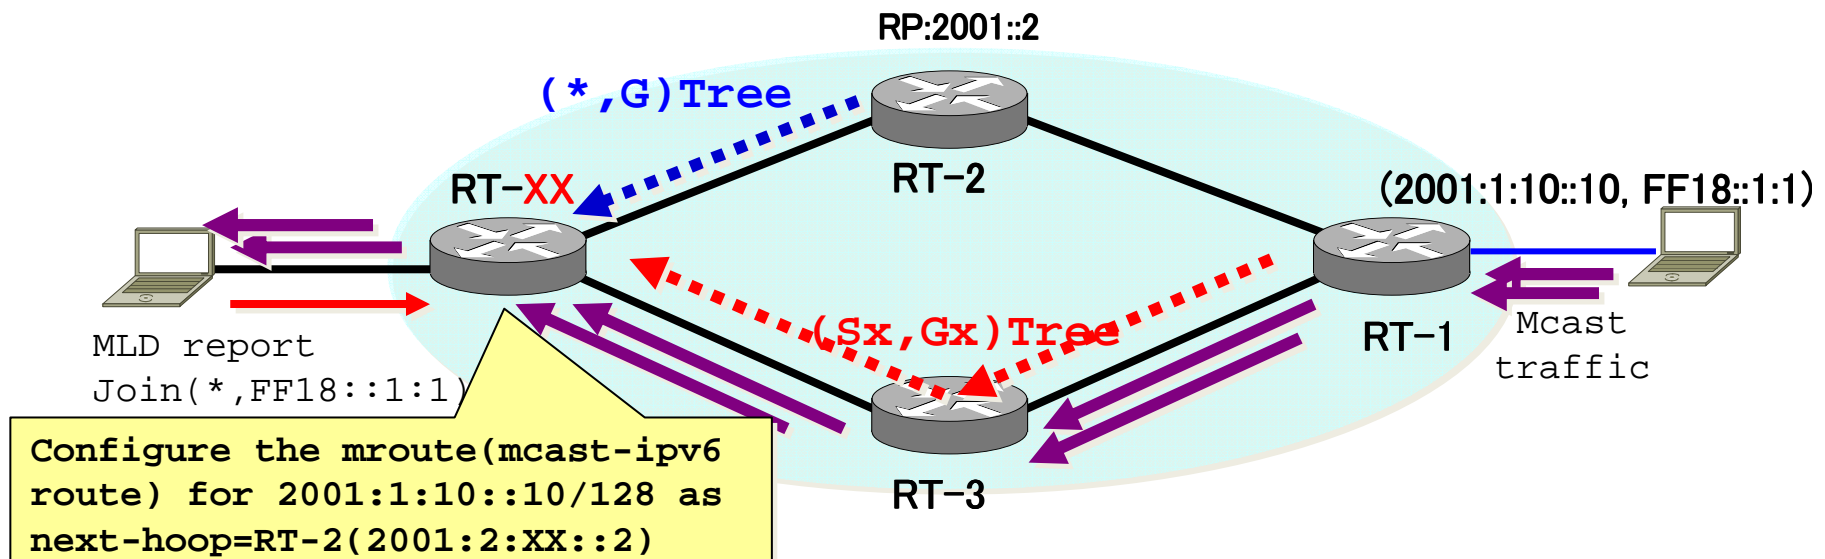 RP:2001::2
(*,G)Tree
RT-2
RT-XX
(2001:1:10::10, FF18::1:1)
(Sx,Gx)Tree
RT-1
Mcast
traffic
MLD report
Join(*,FF18::1:1)
RT-3
Configure the mroute(mcast-ipv6
route) for 2001:1:10::10/128 as
next-hoop=RT-2(2001:2:XX::2)